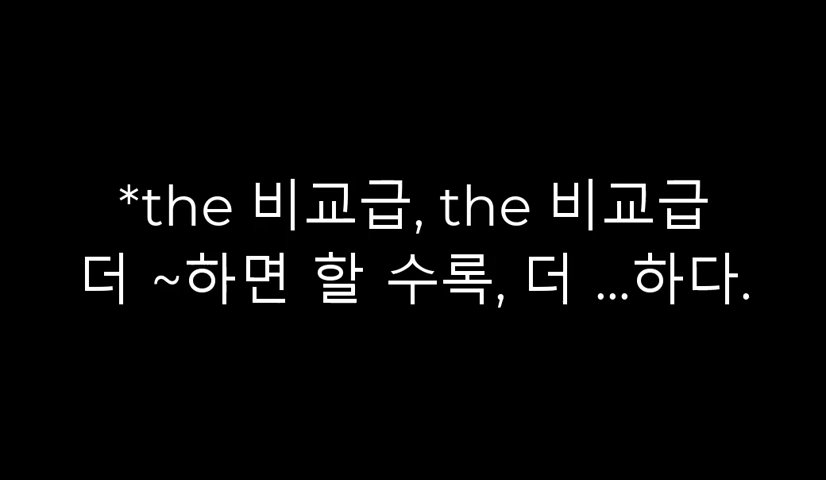 *the 비교급, the 비교급
더 ~하면 할 수록, 더 ...하다.